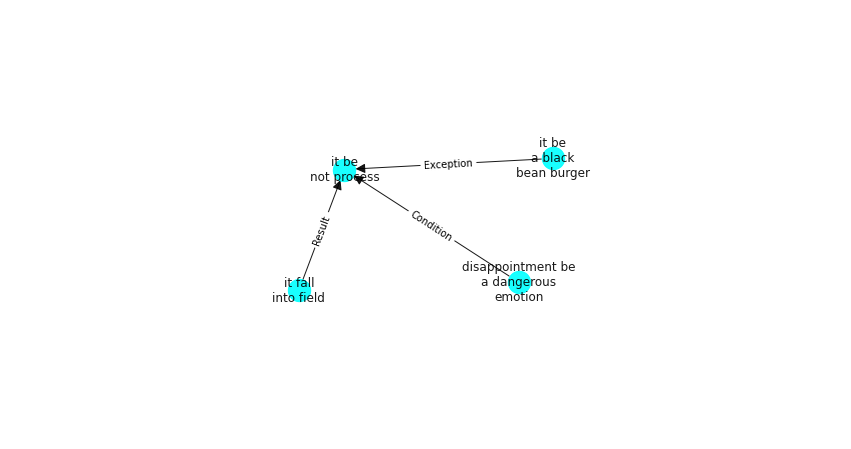 it be
a black
bean burger
it be
not process
Exception
Condition
Result
disappointment be
a dangerous
emotion
it fall
into field